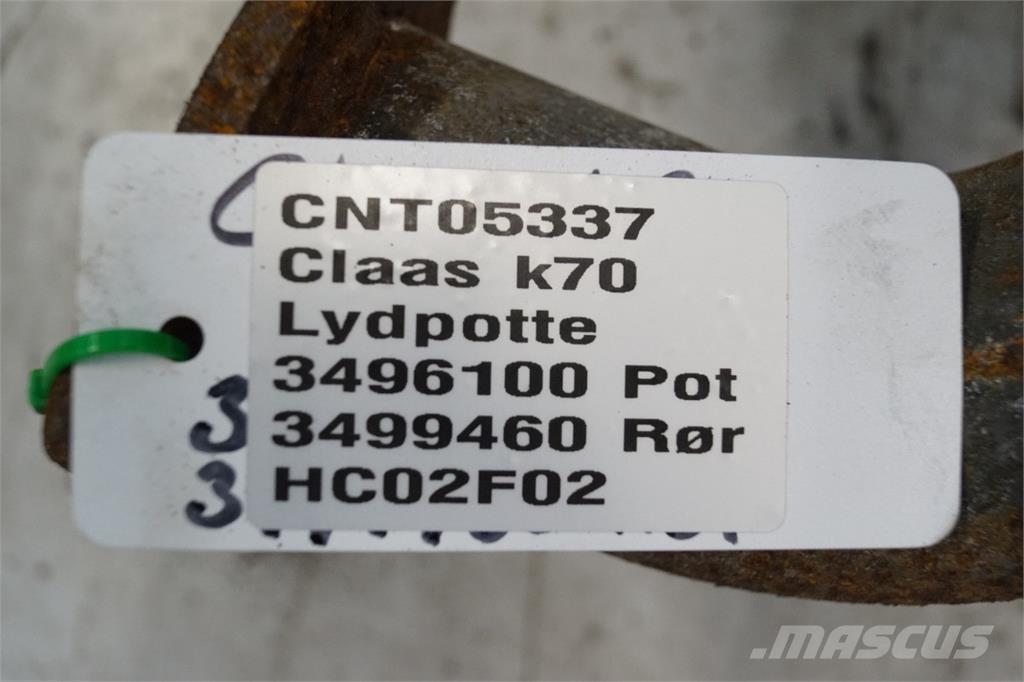 CNT05337
Claas k70
Lydpotte
3496100 Pot
3499460 Rør
HC02F02
MASCUS